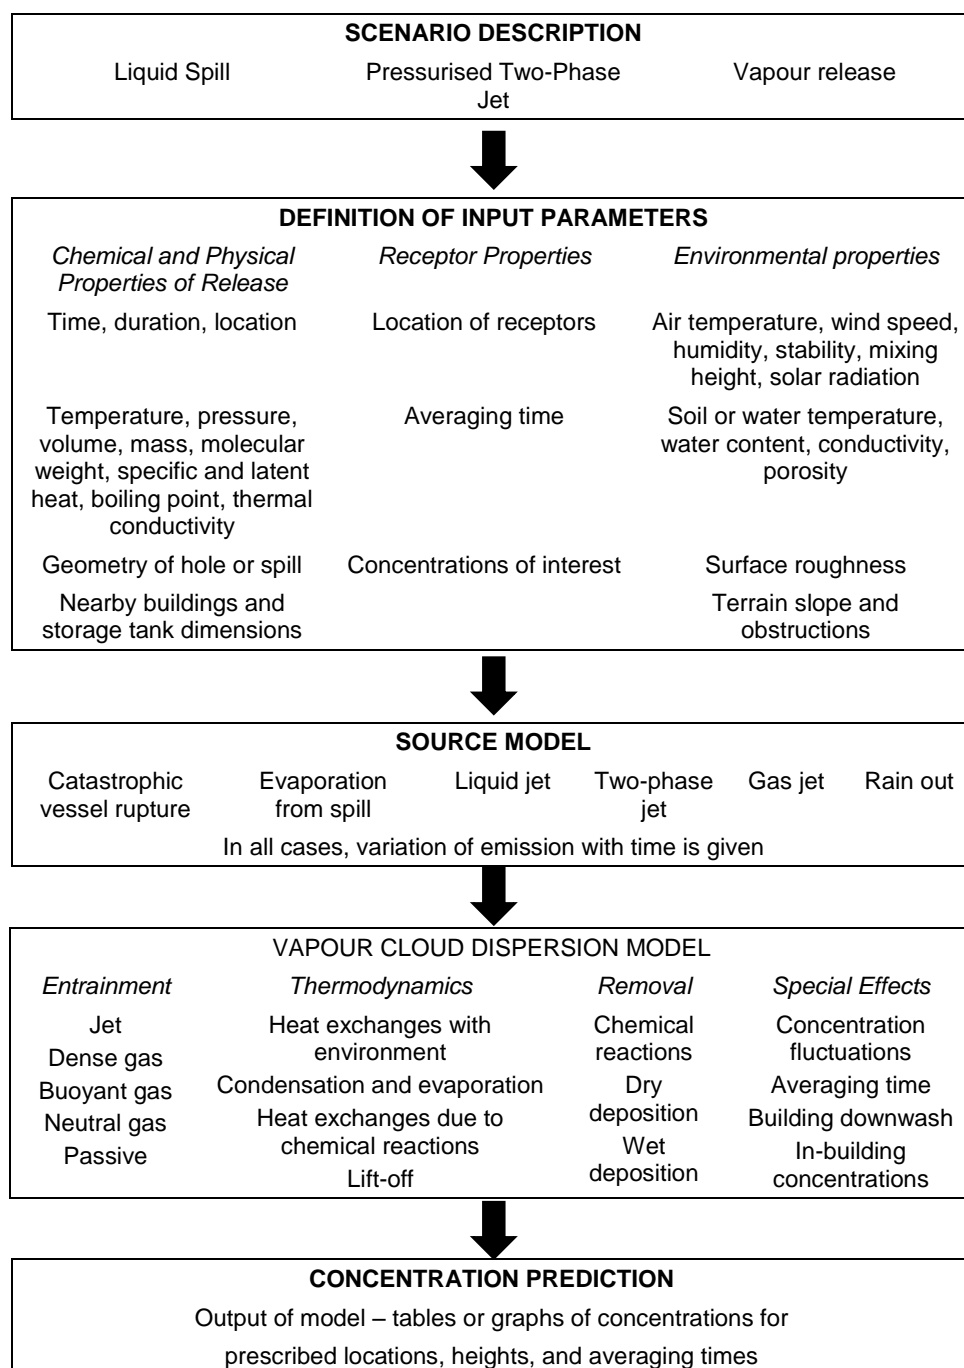 SCENARIO DESCRIPTION
Liquid Spill
Pressurised Two-Phase
Jet
Vapour release
DEFINITION OF INPUT PARAMETERS
Chemical and Physical
Properties of Release
Receptor Properties
Environmental properties
Time, duration, location
Location of receptors
Air temperature, wind speed,
humidity, stability, mixing
height, solar radiation
Temperature, pressure,
volume, mass, molecular
weight, specific and latent
heat, boiling point, thermal
conductivity
Averaging time
Soil or water temperature,
water content, conductivity,
porosity
Geometry of hole or spill
Concentrations of interest
Surface roughness
Nearby buildings and
storage tank dimensions
Terrain slope and
obstructions
SOURCE MODEL
Catastrophic
vessel rupture
Evaporation
from spill
Liquid jet
Two-phase
jet
Gas jet
Rain out
In all cases, variation of emission with time is given
VAPOUR CLOUD DISPERSION MODEL
Entrainment
Jet
Dense gas
Buoyant gas
Neutral gas
Passive
Thermodynamics
Heat exchanges with
environment
Condensation and evaporation
Heat exchanges due to
chemical reactions
Lift-off
Removal
Chemical
reactions
Dry
deposition
Wet
deposition
Special Effects
Concentration
fluctuations
Averaging time
Building downwash
In-building
concentrations
CONCENTRATION PREDICTION
Output of model – tables or graphs of concentrations for
prescribed locations, heights, and averaging times